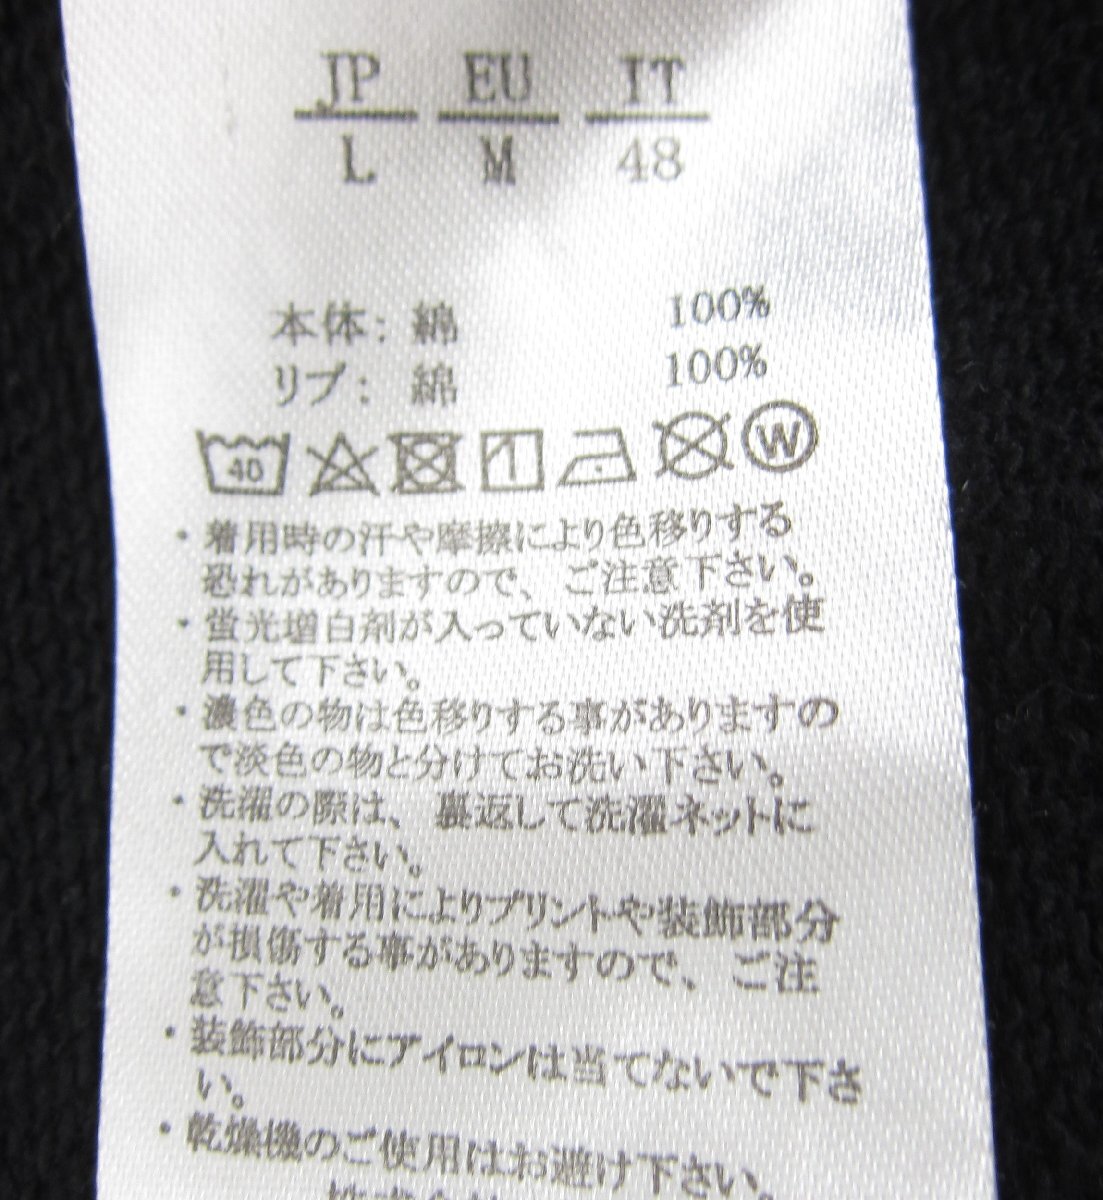 JP EU IT
L M 48
本体: 綿 100%
リブ: 綿 100%
40 W
・着用時の汗や摩擦により色移りする
恐れがありますので、ご注意下さい。
・蛍光増白剤が入っていない洗剤を使
用して下さい。
・濃色の物は色移りする事がありますの
で淡色の物と分けてお洗い下さい。
・洗濯の際は、裏返して洗濯ネットに
入れて下さい。
・洗濯や着用によりプリントや装飾部分
が損傷する事がありますので、ご注
意下さい。
・装飾部分にアイロンは当てないで下さ
い。
・乾燥機のご使用はお避け下さい。